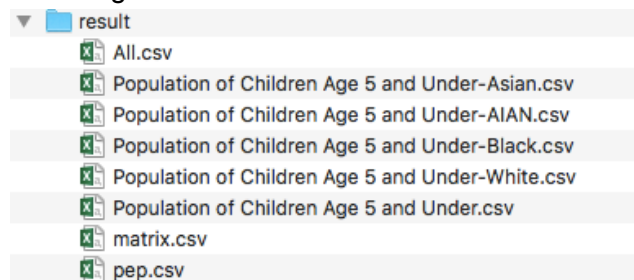 result
All.csv
Population of Children Age 5 and Under-Asian.csv
Population of Children Age 5 and Under-AIAN.csv
Population of Children Age 5 and Under-Black.csv
Population of Children Age 5 and Under-White.csv
Population of Children Age 5 and Under.csv
matrix.csv
pep.csv